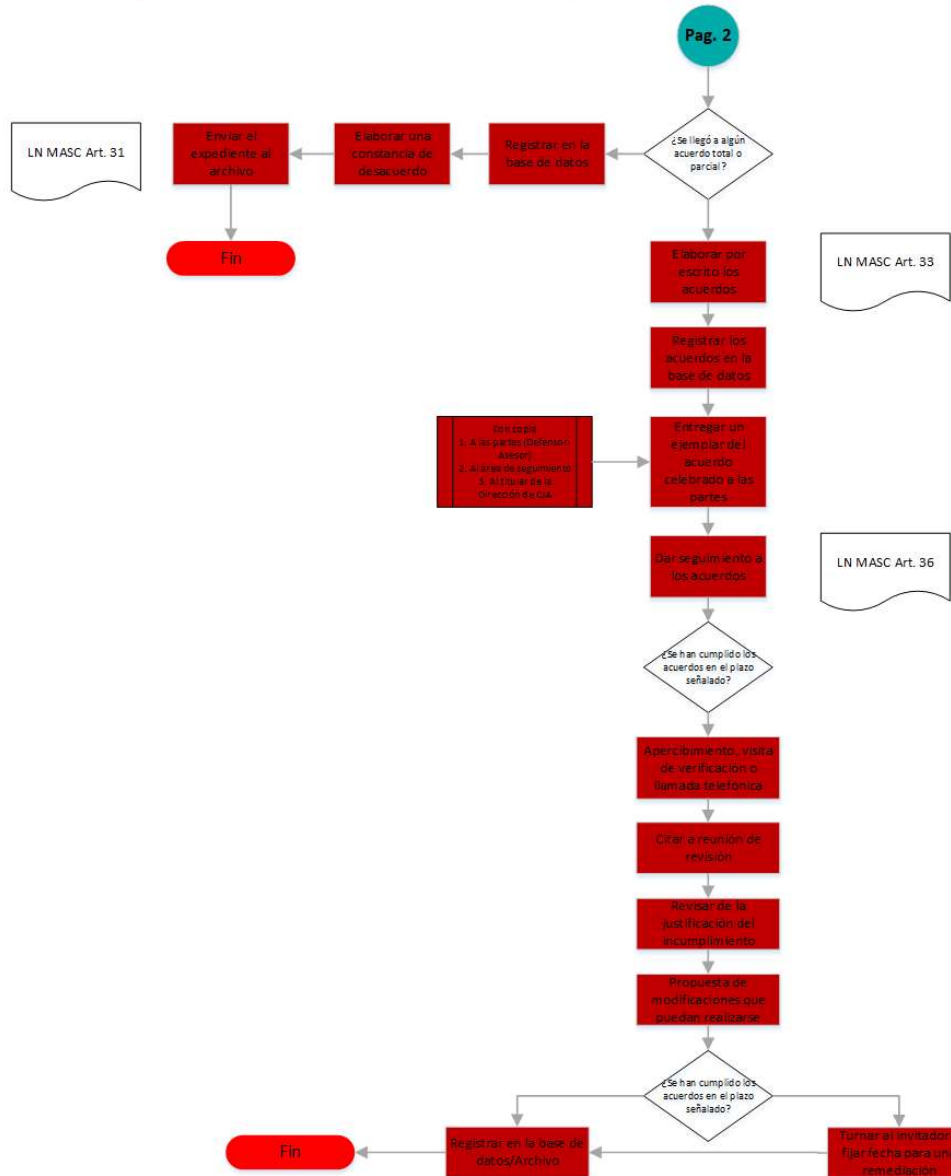 Pag. 2
¿Se llegó a algún
acuerdo total o
parcial?
Registrar en la
base de datos
Elaborar una
constancia de
desacuerdo
Enviar el
expediente al
archivo
LN MASC Art. 31
Fin
Elaborar por
escrito los
acuerdos
LN MASC Art. 33
Registrar los
acuerdos en la
base de datos
Con copia
1. A las partes (Defensor-
Asesor)
2. Al área de seguimiento
3. Al titular de la
Dirección de
Entregar un
ejemplar del
acuerdo
celebrado a las
partes
Dar seguimiento a
los acuerdos
LN MASC Art. 36
¿Se han cumplido los
acuerdos en el plazo
señalado?
Apercibimiento, visita
de verificación o
llamada telefónica
Citar a reunión de
revisión
Revisar de la
justificación del
incumplimiento
Propuesta de
modificaciones que
puedan realizarse
¿Se han cumplido los
acuerdos en el plazo
señalado?
Fin
Registrar en la base de
datos/Archivo
Turnar al invitador
fijar fecha para un
remediación